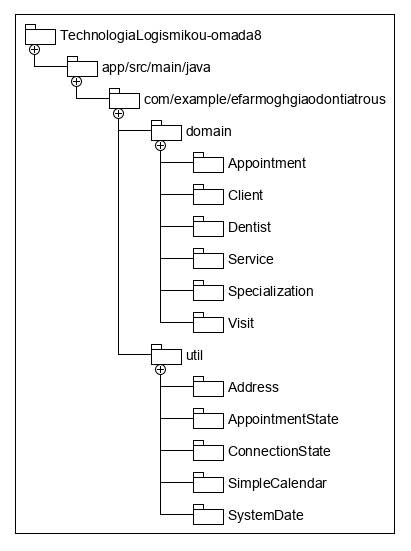 TechnologiaLogismikou-omada8
app/src/main/java
com/example/efarmoghgiaodontiatrous
domain
Appointment
Client
Dentist
Service
Specialization
Visit
util
Address
AppointmentState
ConnectionState
SimpleCalendar
SystemDate